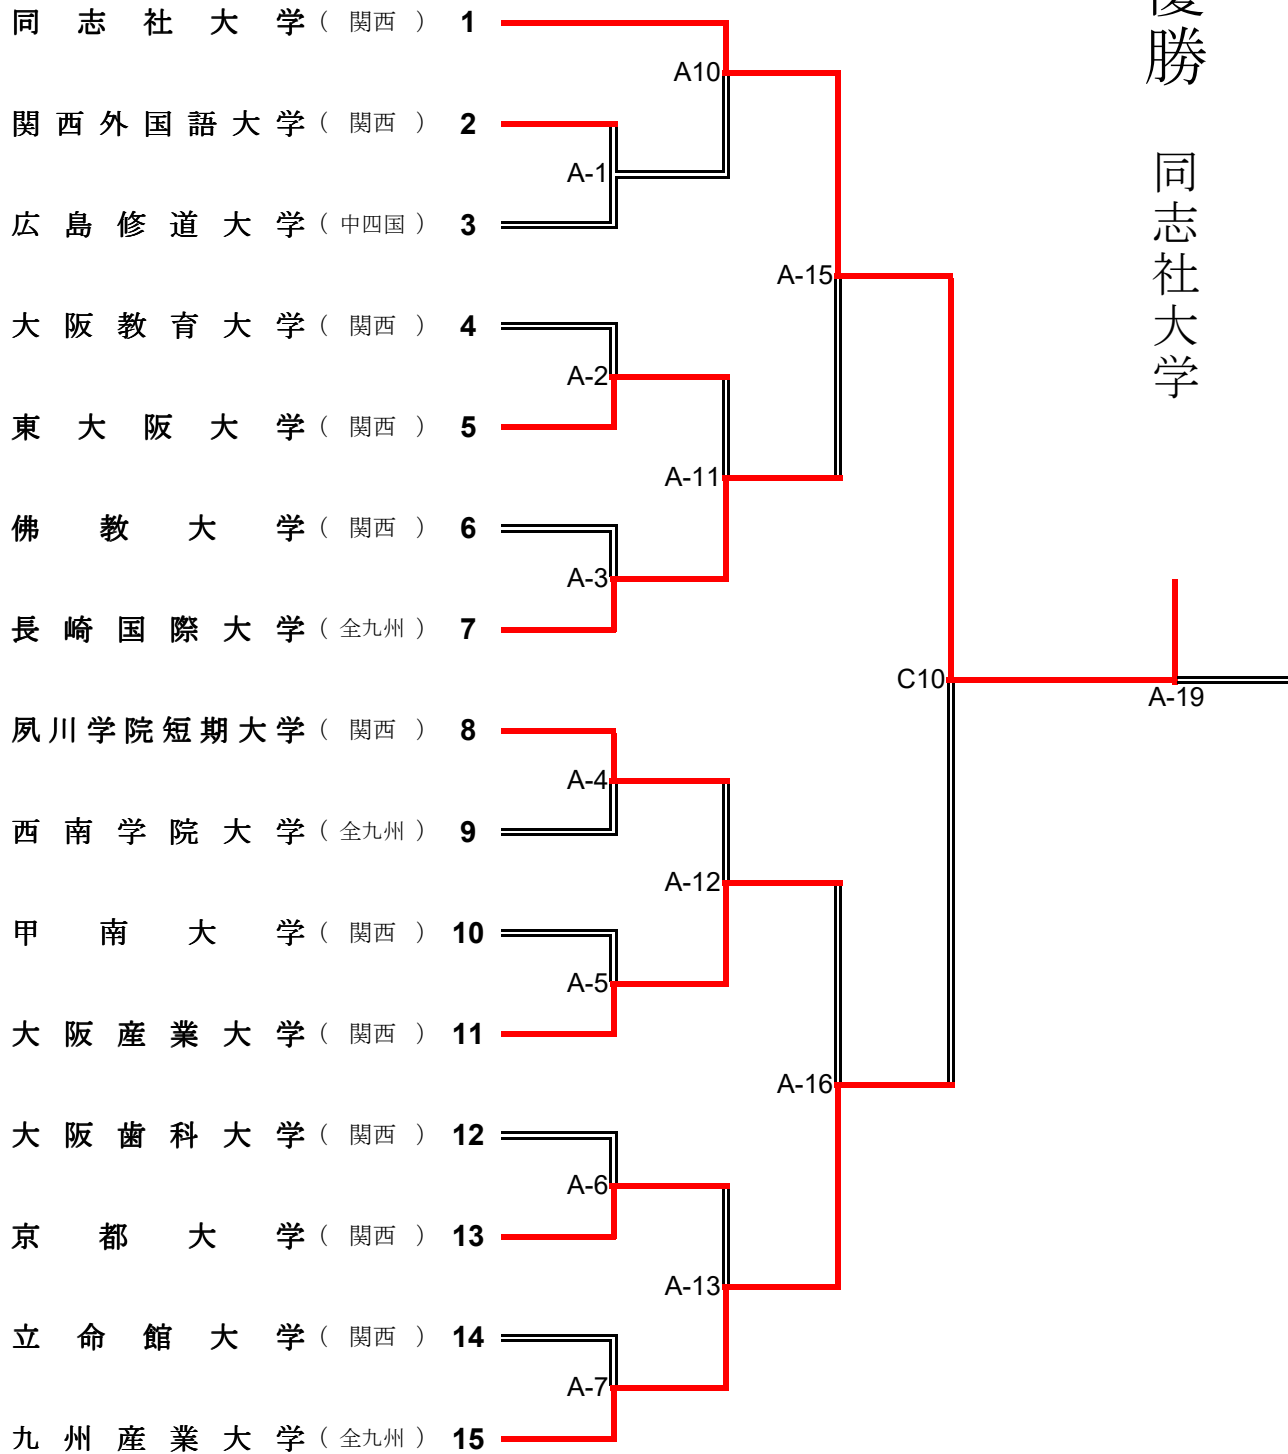 同志社大学（関西）1
関西外国語大学（関西）2
広島修道大学（中四国）3
大阪教育大学（関西）4
東大阪大学（関西）5
佛教大学（関西）6
長崎国際大学（全九州）7
夙川学院短期大学（関西）8
西南学院大学（全九州）9
甲南大学（関西）10
大阪産業大学（関西）11
大阪歯科大学（関西）12
京都大学（関西）13
立命館大学（関西）14
九州産業大学（全九州）15
A-1
A-2
A-3
A-4
A-5
A-6
A-7
A10
A-11
A-12
A-13
A-15
A-16
C10
A-19
優勝 同志社大学